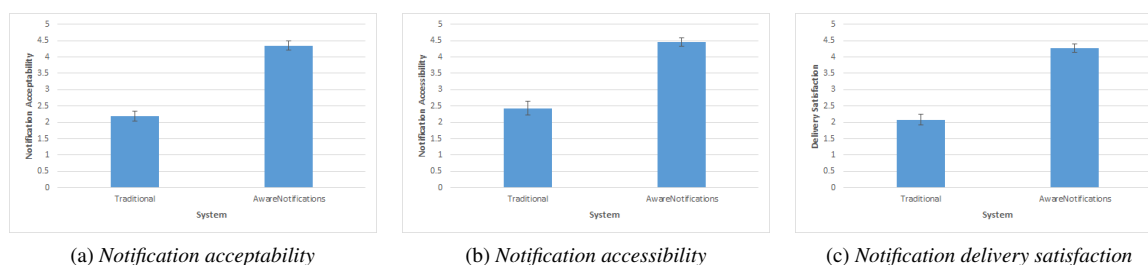 5
4.5
4
3.5
3
2.5
2
1.5
1
0.5
0
Notification Acceptability
Traditional
AwareNotifications
System
(a) Notification acceptability
5
4.5
4
3.5
3
2.5
2
1.5
1
0.5
0
Notification Accessibility
Traditional
AwareNotifications
System
(b) Notification accessibility
5
4.5
4
3.5
3
2.5
2
1.5
1
0.5
0
Delivery Satisfaction
Traditional
AwareNotifications
System
(c) Notification delivery satisfaction